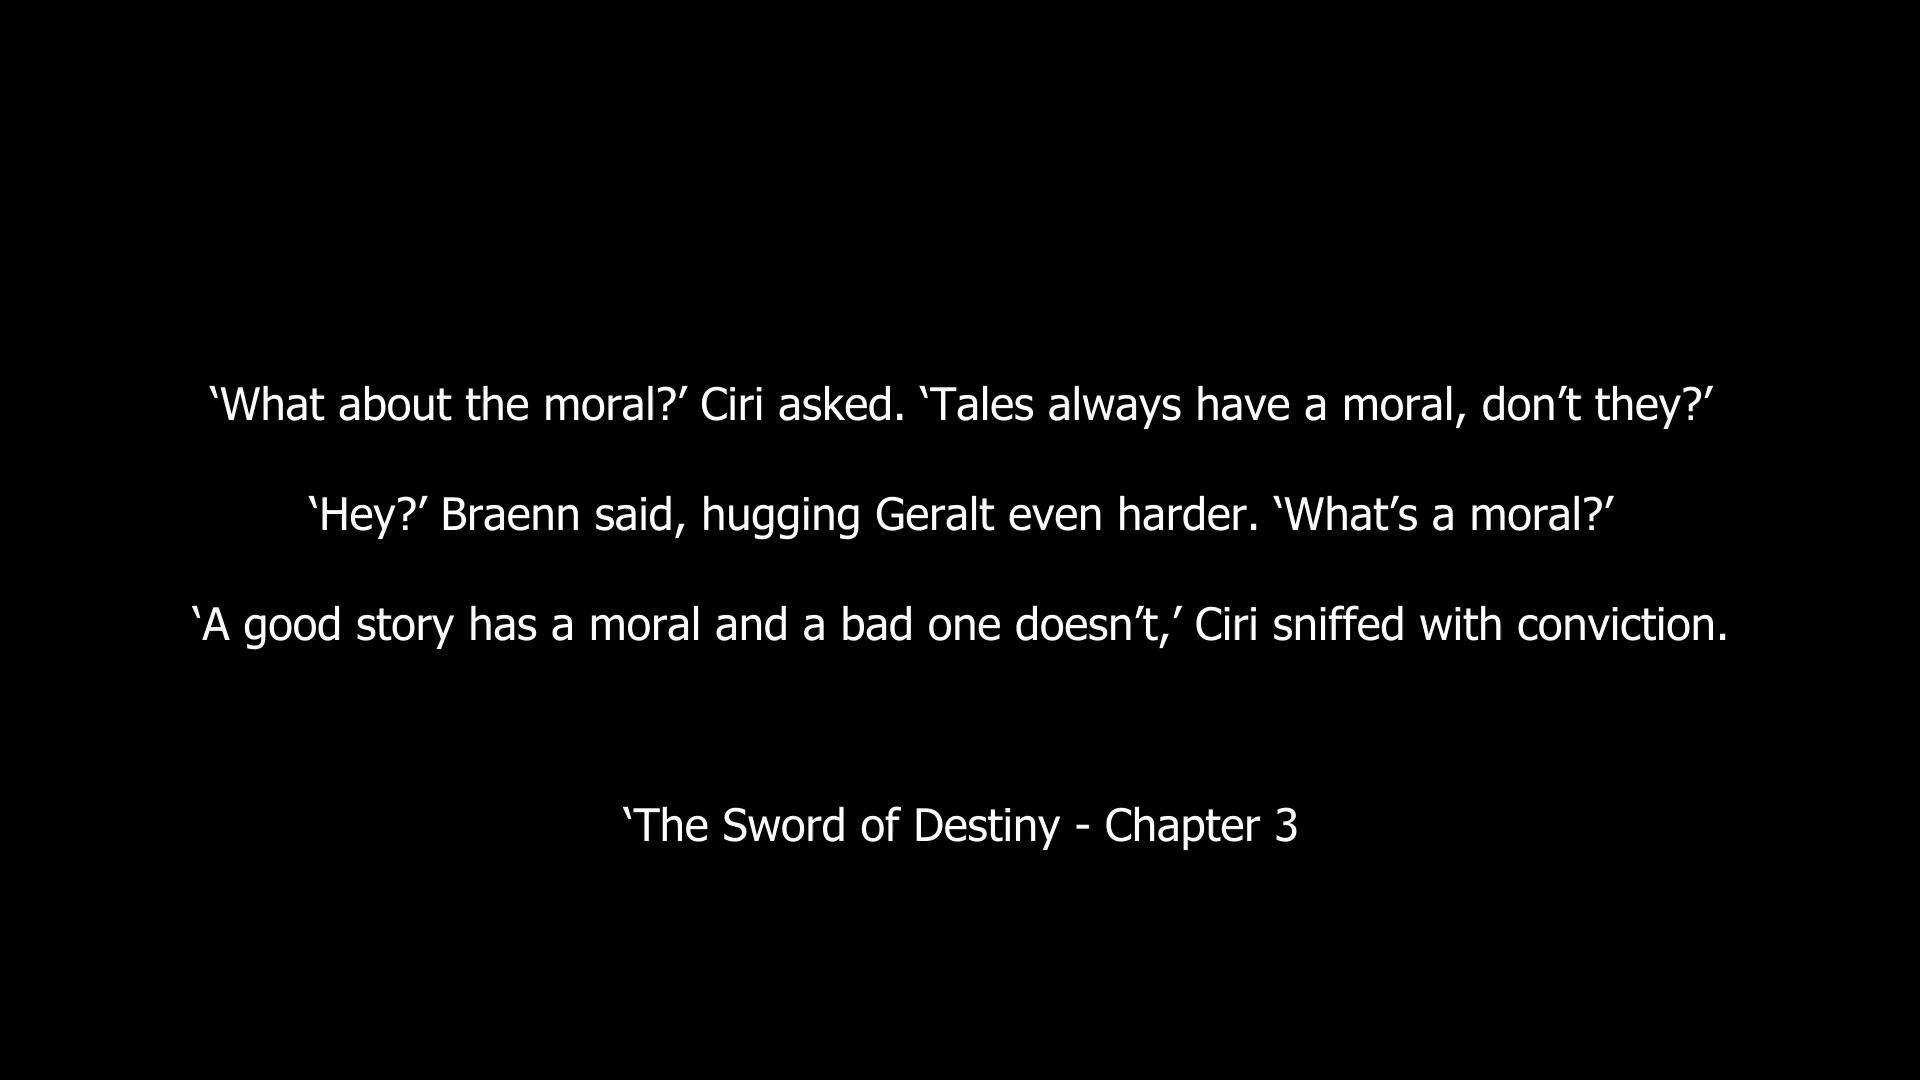 ‘What about the moral?’ Ciri asked. ‘Tales always have a moral, don’t they?’
‘Hey?’ Braenn said, hugging Geralt even harder. ‘What’s a moral?’
‘A good story has a moral and a bad one doesn’t,’ Ciri sniffed with conviction.
‘The Sword of Destiny - Chapter 3